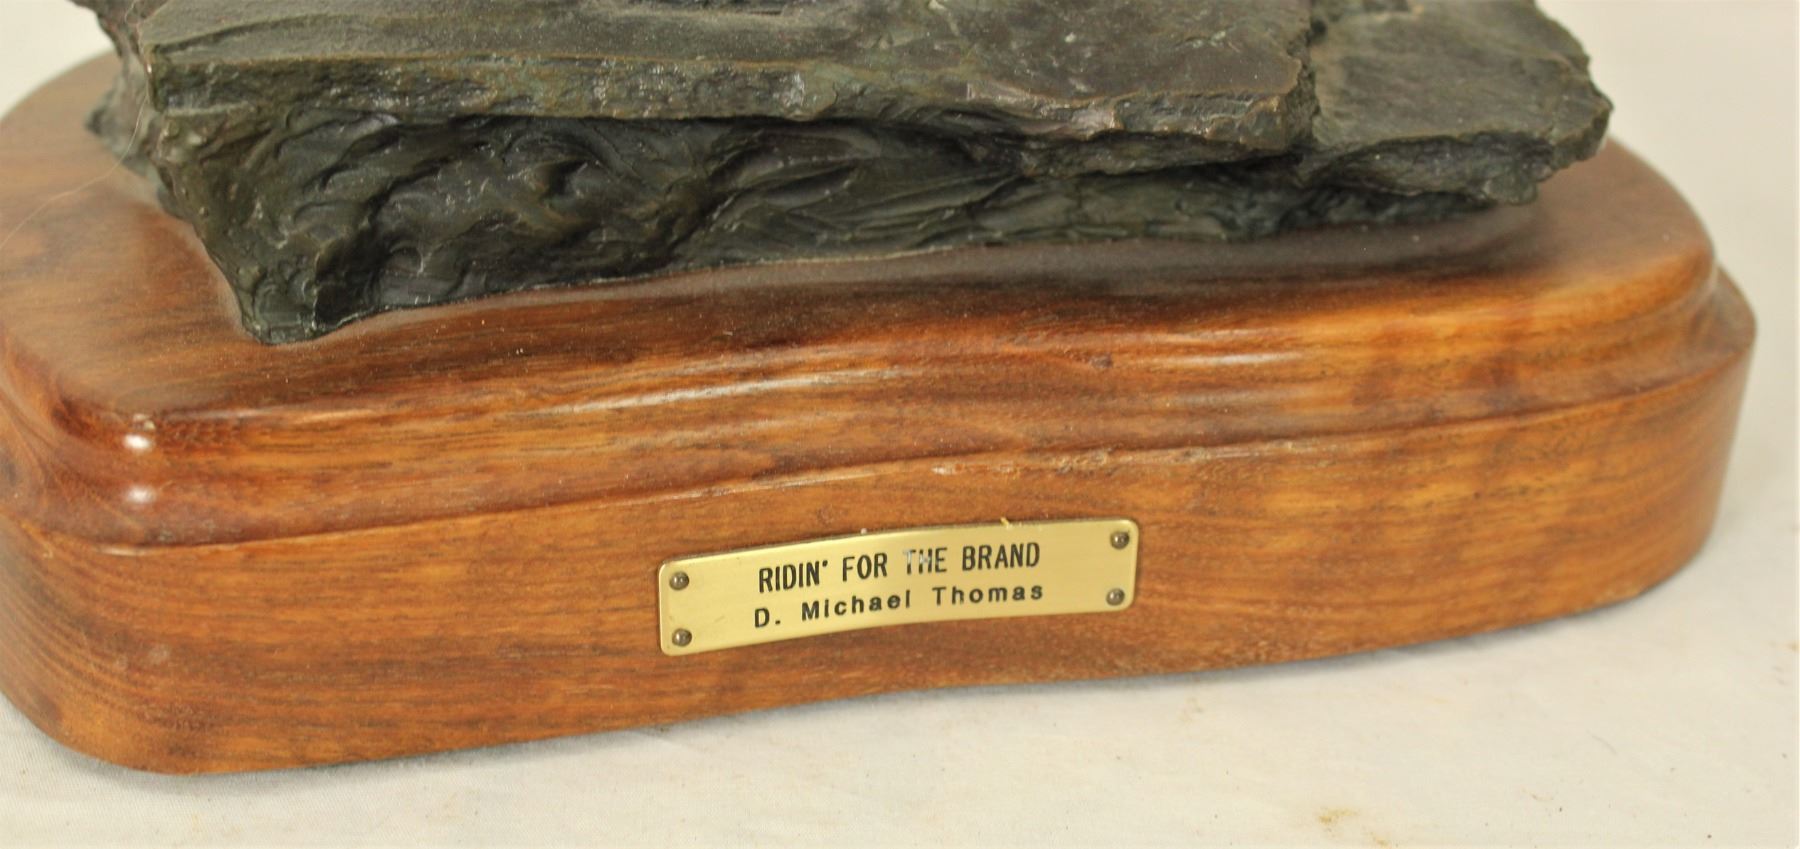 RIDIN' FOR THE BRAND
D. Michael Thomas